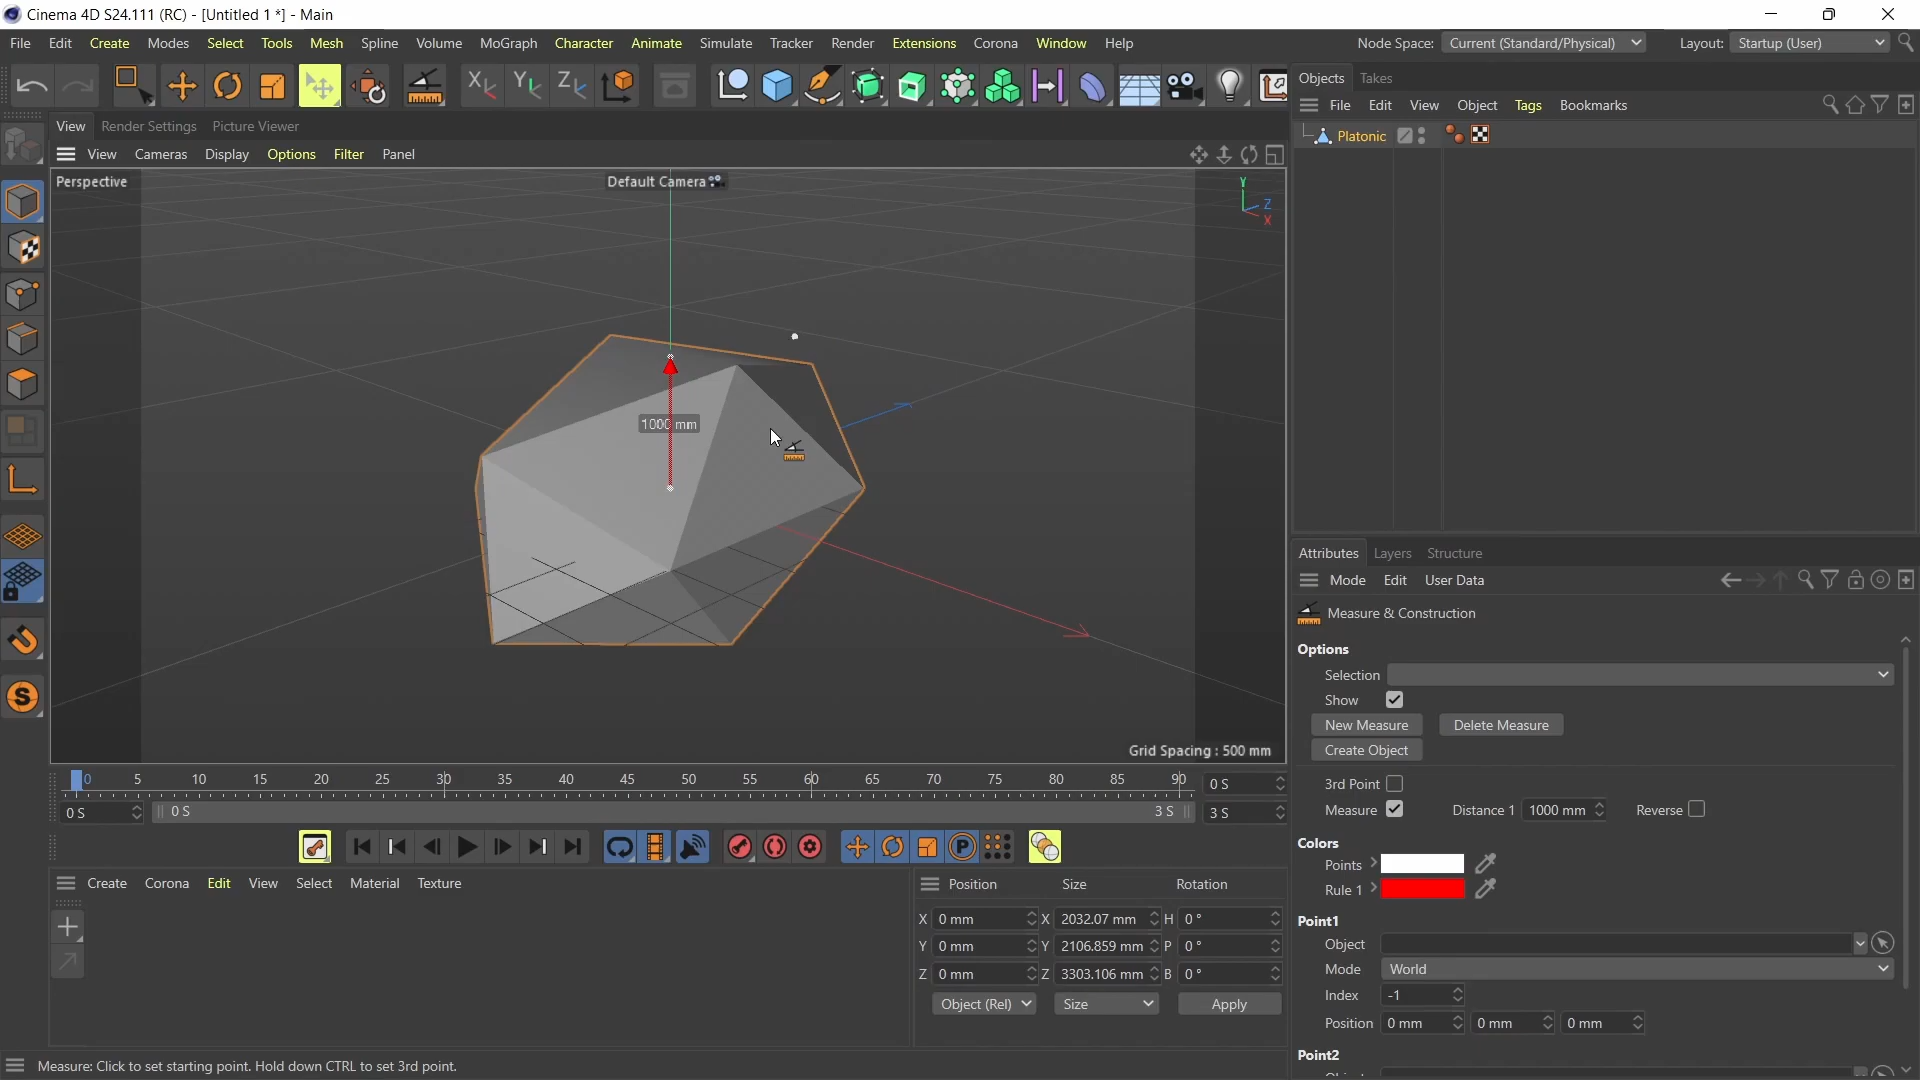 Cinema 4D S24.111 (RC) - [Untitled 1 *] - Main
File Edit Create Modes Select Tools Mesh Spline Volume MoGraph Character Animate Simulate Tracker Render Extensions Corona Window Help Node Space: Current (Standard/Physical) Layout: Startup (User)
X Y Z
Objects Takes
File Edit View Object Tags Bookmarks
Platonic
View Render Settings Picture Viewer
View Cameras Display Options Filter Panel
Perspective Default Camera
Y
Z
X
1000 mm
Grid Spacing : 500 mm
Attributes Layers Structure
Mode Edit User Data
Measure & Construction
Options
Selection
Show
New Measure Delete Measure
Create Object
3rd Point
Measure Distance 1 1000 mm Reverse
Colors
Points
Rule 1
Point1
Object
Mode World
Index -1
Position 0 mm 0 mm 0 mm
Point2
0 5 10 15 20 25 30 35 40 45 50 55 60 65 70 75 80 85 90 0 S
0 S 0 S 3 S 3 S
P
S
Create Corona Edit View Select Material Texture
Position Size Rotation
X 0 mm X 2032.07 mm H 0 °
Y 0 mm Y 2106.859 mm P 0 °
Z 0 mm Z 3303.106 mm B 0 °
Object (Rel) Size Apply
Measure: Click to set starting point. Hold down CTRL to set 3rd point.